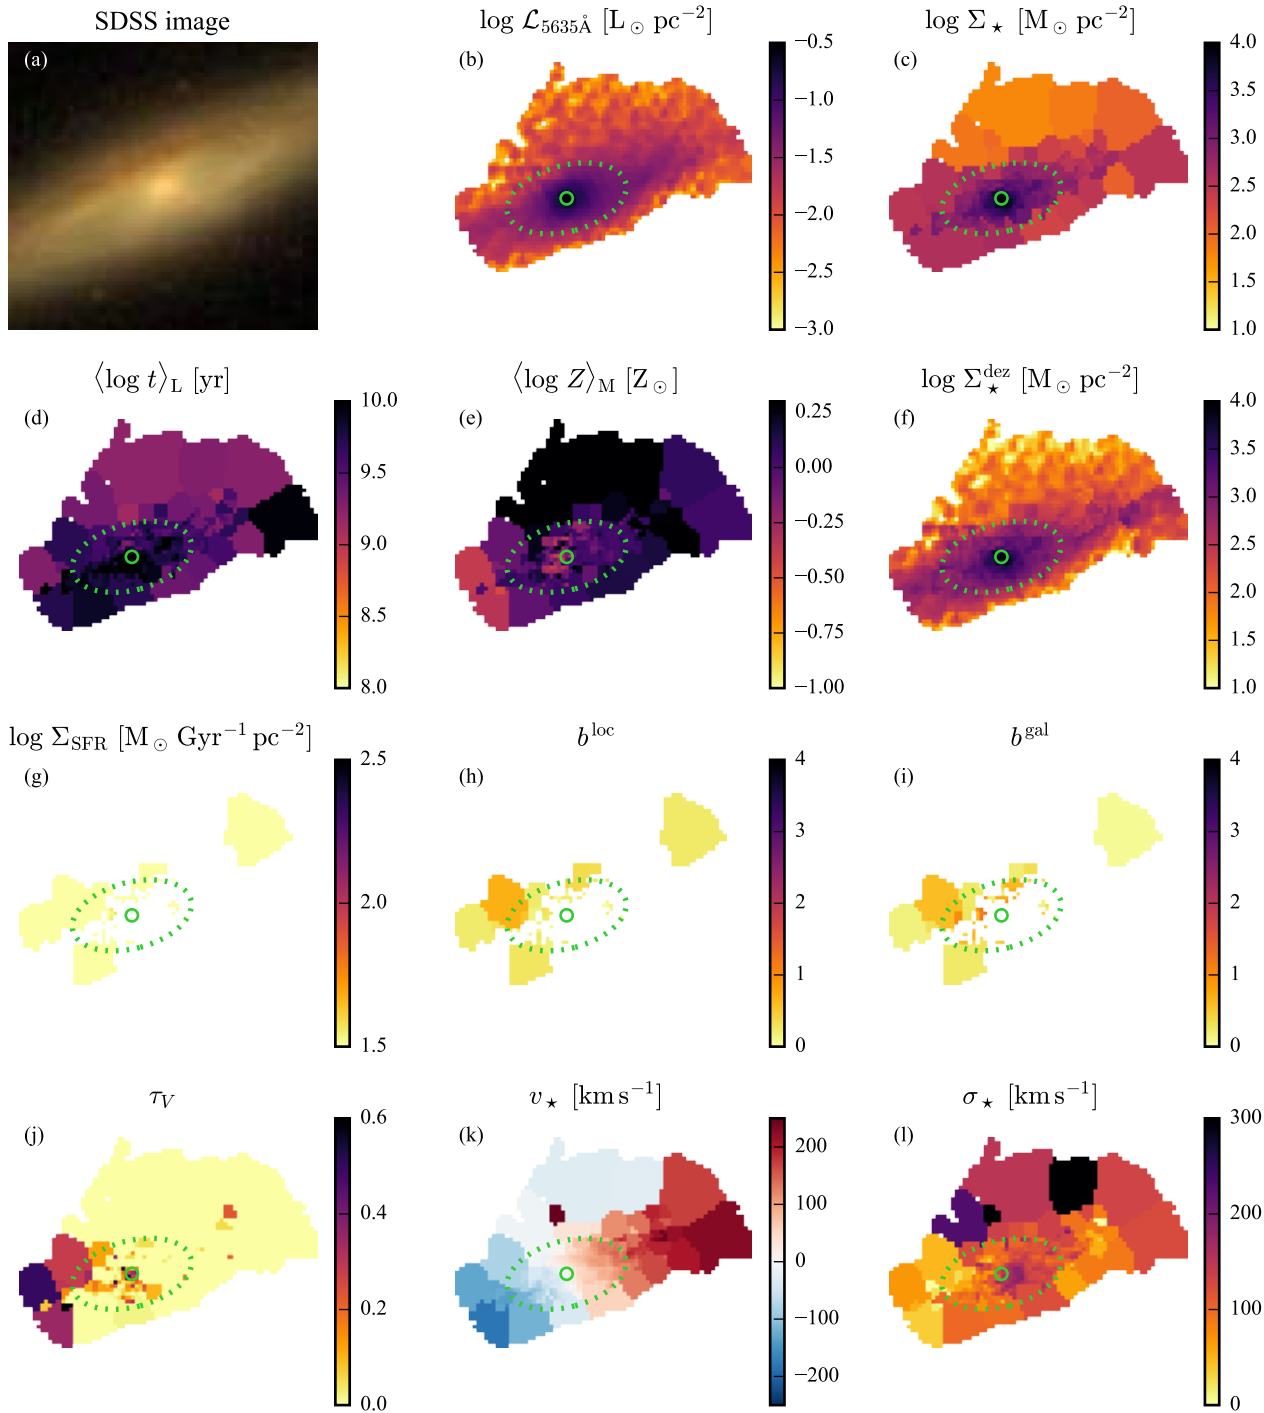 SDSS image
(a)
log ℒ5635Å [L⊙ pc−2]
(b)
−0.5
−1.0
−1.5
−2.0
−2.5
−3.0
log Σ⋆ [M⊙ pc−2]
(c)
4.0
3.5
3.0
2.5
2.0
1.5
1.0
⟨log t⟩L [yr]
(d)
10.0
9.5
9.0
8.5
8.0
⟨log Z⟩M [Z⊙]
(e)
0.25
0.00
−0.25
−0.50
−0.75
−1.00
log Σ⋆dez [M⊙ pc−2]
(f)
4.0
3.5
3.0
2.5
2.0
1.5
1.0
log ΣSFR [M⊙ Gyr−1 pc−2]
(g)
2.5
2.0
1.5
bloc
(h)
4
3
2
1
0
bgal
(i)
4
3
2
1
0
τV
(j)
0.6
0.4
0.2
0.0
v⋆ [km s−1]
(k)
200
100
0
−100
−200
σ⋆ [km s−1]
(l)
300
200
100
0